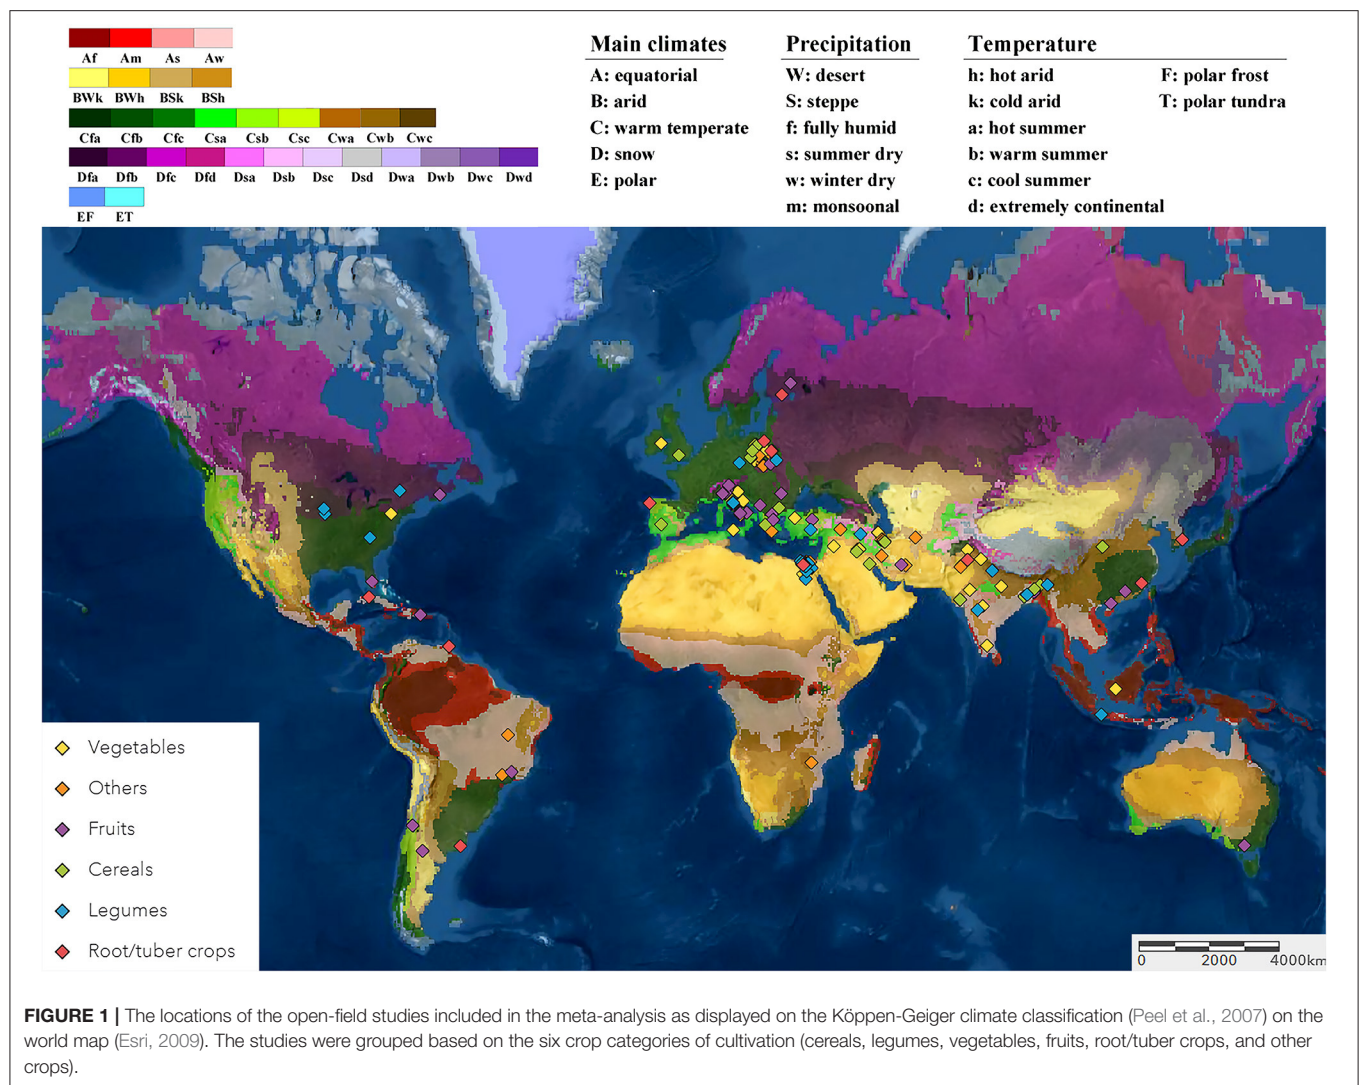 Af Am As Aw
BWk BWh BSk BSh
Cfa Cfb Cfc Csa Csb Csc Cwa Cwb Cwc
Dfa Dfb Dfc Dfd Dsa Dsb Dsc Dsd Dwa Dwb Dwc Dwd
EF ET
Main climates
A: equatorial
B: arid
C: warm temperate
D: snow
E: polar
Precipitation
W: desert
S: steppe
f: fully humid
s: summer dry
w: winter dry
m: monsoonal
Temperature
h: hot arid
k: cold arid
a: hot summer
b: warm summer
c: cool summer
d: extremely continental
F: polar frost
T: polar tundra
Vegetables
Others
Fruits
Cereals
Legumes
Root/tuber crops
0 2000 4000km
FIGURE 1 | The locations of the open-field studies included in the meta-analysis as displayed on the Köppen-Geiger climate classification (Peel et al., 2007) on the
world map (Esri, 2009). The studies were grouped based on the six crop categories of cultivation (cereals, legumes, vegetables, fruits, root/tuber crops, and other
crops).